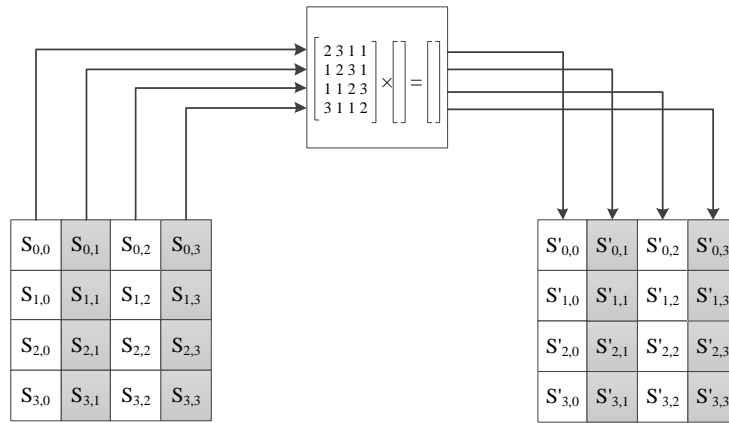 2 3 1 1
1 2 3 1 × =
1 1 2 3
3 1 1 2
S0,0 S0,1 S0,2 S0,3
S1,0 S1,1 S1,2 S1,3
S2,0 S2,1 S2,2 S2,3
S3,0 S3,1 S3,2 S3,3
S'0,0 S'0,1 S'0,2 S'0,3
S'1,0 S'1,1 S'1,2 S'1,3
S'2,0 S'2,1 S'2,2 S'2,3
S'3,0 S'3,1 S'3,2 S'3,3